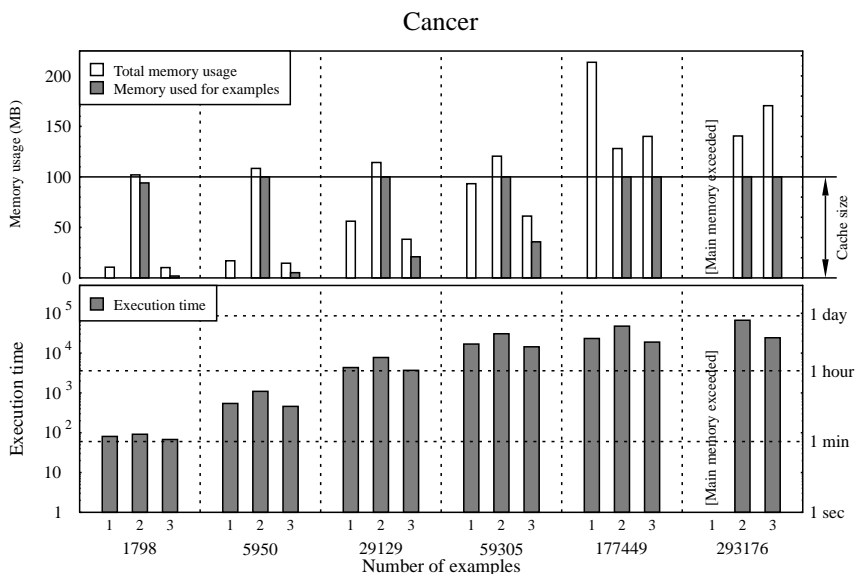 Cancer
Total memory usage
Memory used for examples
Memory usage (MB)
200
150
100
50
0
[Main memory exceeded]
Cache size
Execution time
Execution time
10^5
10^4
10^3
10^2
10
1
1 day
1 hour
1 min
1 sec
[Main memory exceeded]
1 2 3 1 2 3 1 2 3 1 2 3 1 2 3 1 2 3
1798 5950 29129 59305 177449 293176
Number of examples